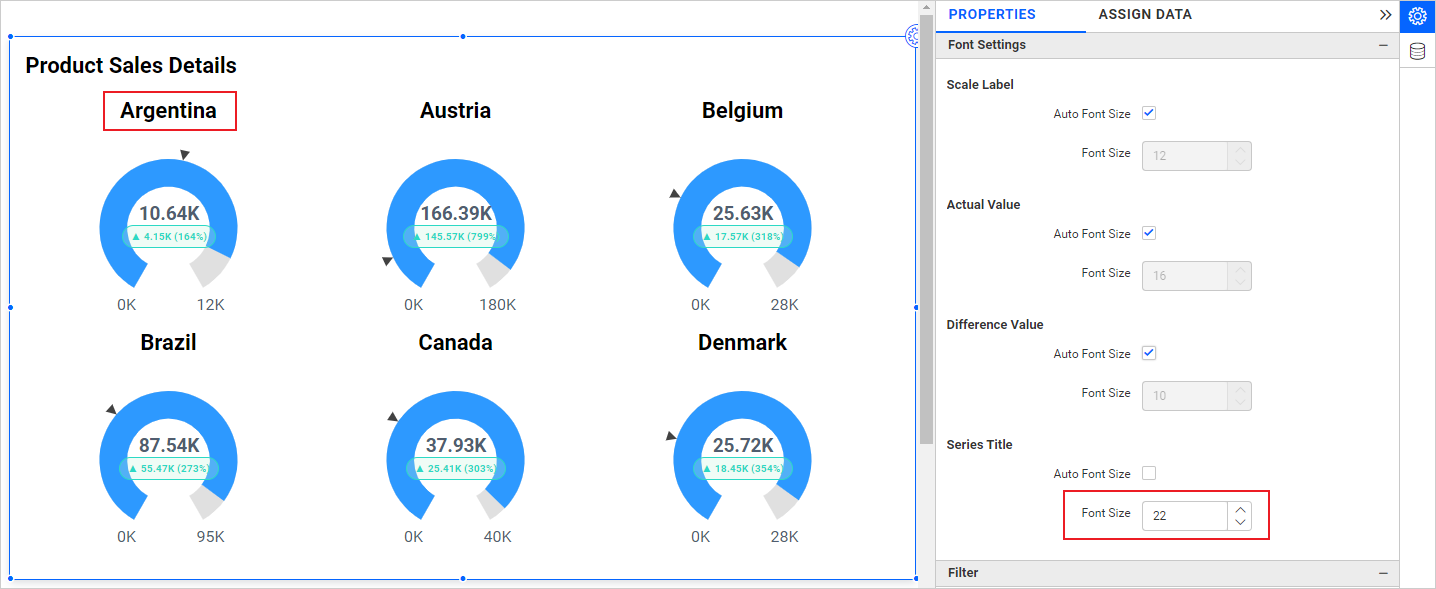 PROPERTIES ASSIGN DATA
Product Sales Details
Argentina Austria Belgium
10.64K 166.39K 25.63K
▲ 4.15K (164%) ▲ 145.57K (799% ▲ 17.57K (318%)
0K 12K 0K 180K 0K 28K
Brazil Canada Denmark
87.54K 37.93K 25.72K
▲ 55.47K (273%) ▲ 25.41K (303%) ▲ 18.45K (354%)
0K 95K 0K 40K 0K 28K
Font Settings
Scale Label
Auto Font Size
Font Size 12
Actual Value
Auto Font Size
Font Size 16
Difference Value
Auto Font Size
Font Size 10
Series Title
Auto Font Size
Font Size 22
Filter